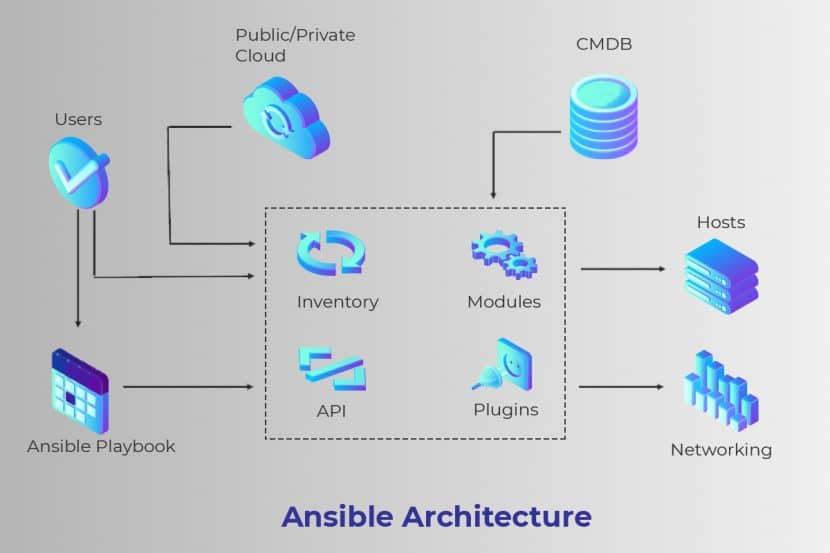 Public/Private
Cloud
CMDB
Users
Hosts
Inventory
Modules
API
Plugins
Ansible Playbook
Networking
Ansible Architecture